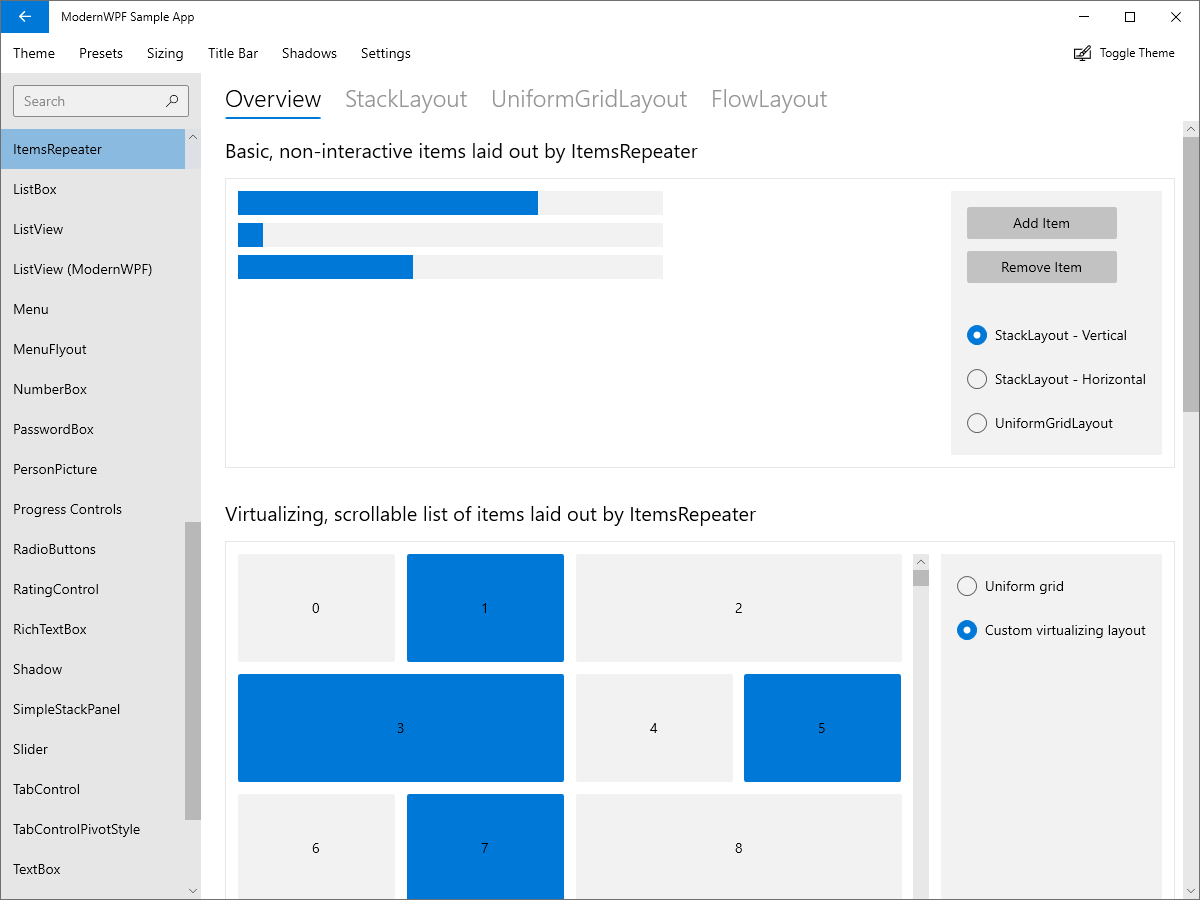 ModernWPF Sample App
Theme Presets Sizing Title Bar Shadows Settings Toggle Theme
Search
ItemsRepeater
ListBox
ListView
ListView (ModernWPF)
Menu
MenuFlyout
NumberBox
PasswordBox
PersonPicture
Progress Controls
RadioButtons
RatingControl
RichTextBox
Shadow
SimpleStackPanel
Slider
TabControl
TabControlPivotStyle
TextBox
Overview StackLayout UniformGridLayout FlowLayout
Basic, non-interactive items laid out by ItemsRepeater
Add Item
Remove Item
StackLayout - Vertical
StackLayout - Horizontal
UniformGridLayout
Virtualizing, scrollable list of items laid out by ItemsRepeater
0 1 2
3 4 5
6 7 8
Uniform grid
Custom virtualizing layout